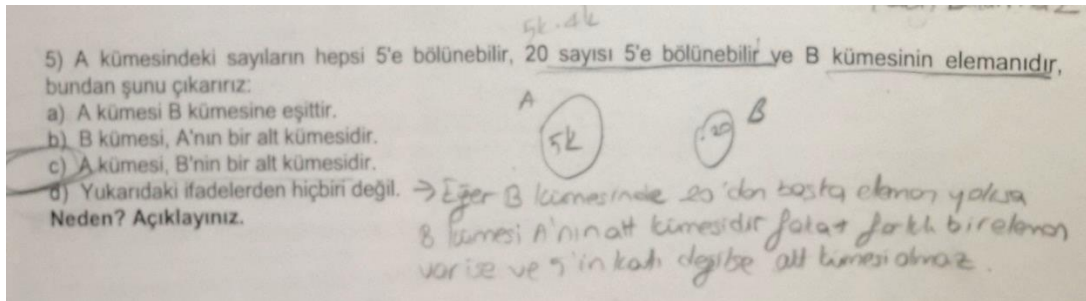 5k.4k
5) A kümesindeki sayıların hepsi 5'e bölünebilir, 20 sayısı 5'e bölünebilir ve B kümesinin elemanıdır,
bundan şunu çıkarırız:
a) A kümesi B kümesine eşittir.
b) B kümesi, A'nın bir alt kümesidir.
c) A kümesi, B'nin bir alt kümesidir.
d) Yukarıdaki ifadelerden hiçbiri değil.
Neden? Açıklayınız.
A
5k
.20
B
→ Eğer B kümesinde 20'den başka eleman yoksa
B kümesi A'nın alt kümesidir fakat farklı bir eleman
var ise ve 5'in katı değilse alt kümesi olmaz.